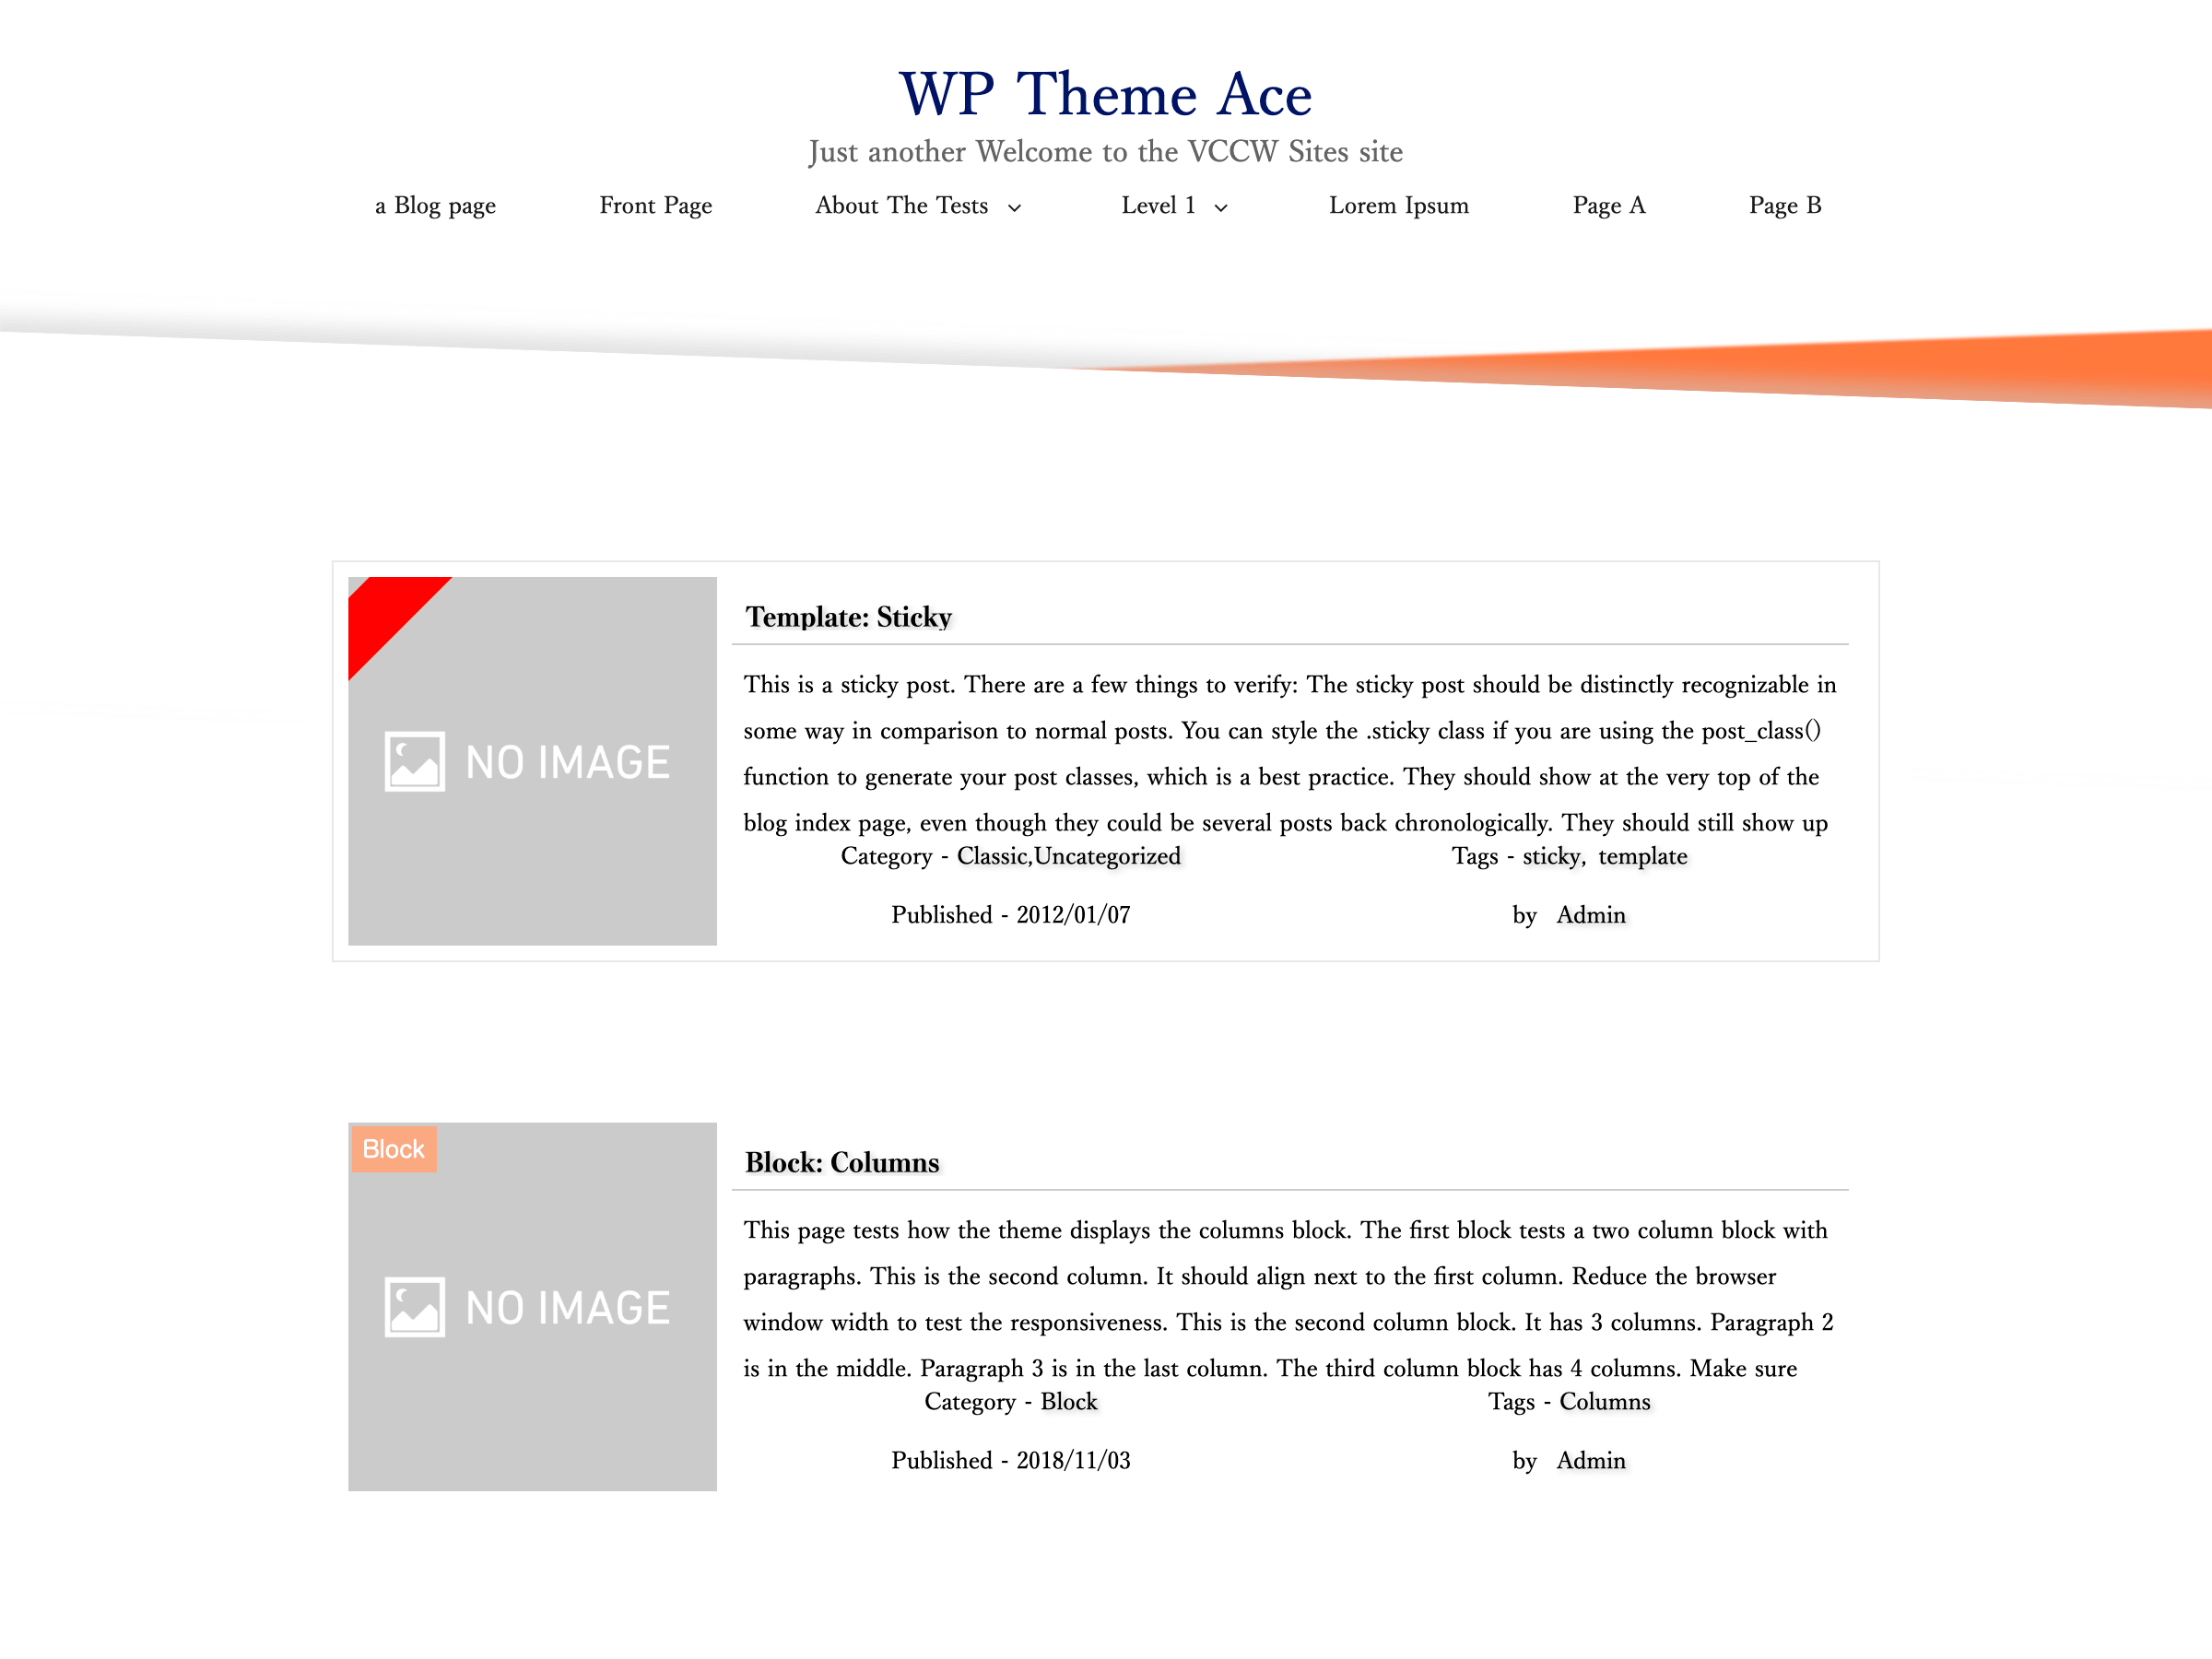 WP Theme Ace
Just another Welcome to the VCCW Sites site
a Blog page Front Page About The Tests Level 1 Lorem Ipsum Page A Page B
NO IMAGE
Template: Sticky
This is a sticky post. There are a few things to verify: The sticky post should be distinctly recognizable in
some way in comparison to normal posts. You can style the .sticky class if you are using the post_class()
function to generate your post classes, which is a best practice. They should show at the very top of the
blog index page, even though they could be several posts back chronologically. They should still show up
Category - Classic,Uncategorized Tags - sticky, template
Published - 2012/01/07 by Admin
Block
NO IMAGE
Block: Columns
This page tests how the theme displays the columns block. The first block tests a two column block with
paragraphs. This is the second column. It should align next to the first column. Reduce the browser
window width to test the responsiveness. This is the second column block. It has 3 columns. Paragraph 2
is in the middle. Paragraph 3 is in the last column. The third column block has 4 columns. Make sure
Category - Block Tags - Columns
Published - 2018/11/03 by Admin